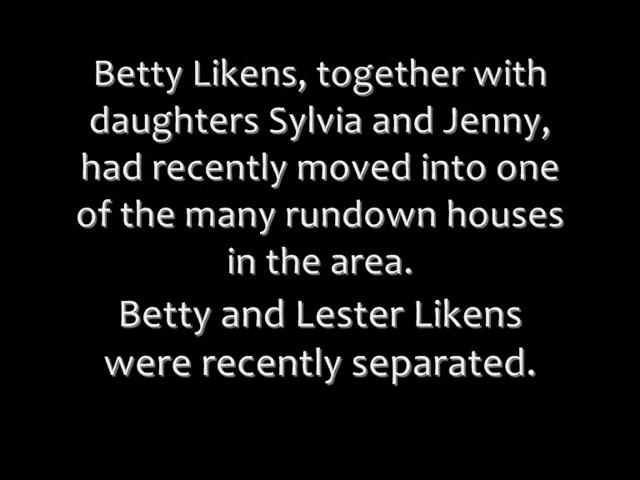 Betty Likens, together with
daughters Sylvia and Jenny,
had recently moved into one
of the many rundown houses
in the area.
Betty and Lester Likens
were recently separated.